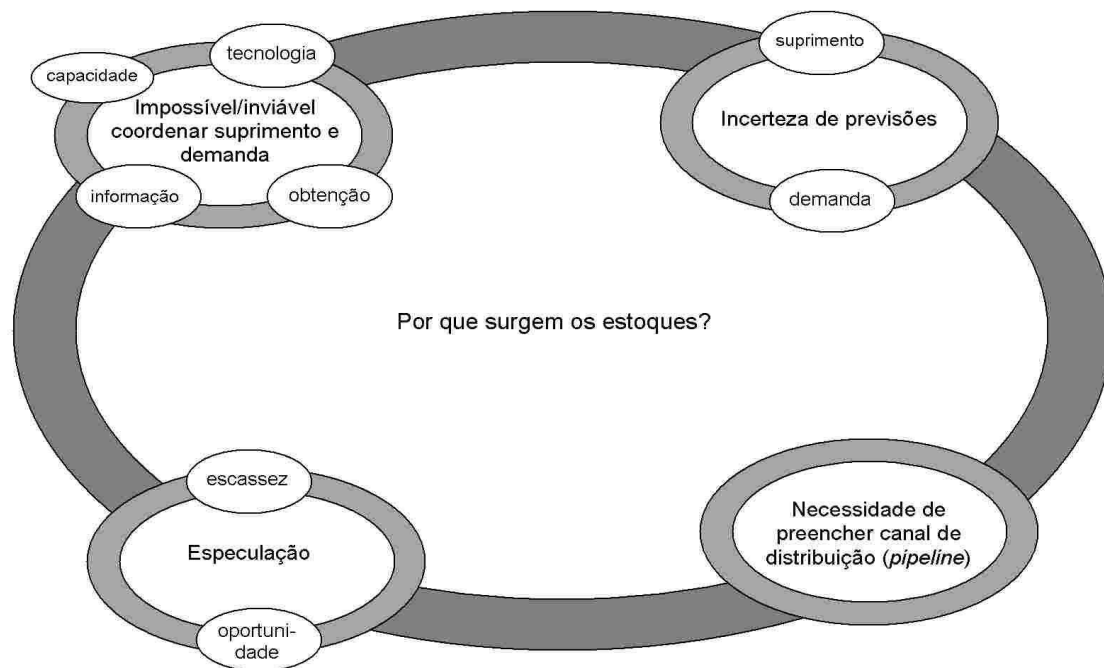 tecnologia
capacidade
Impossível/inviável
coordenar suprimento e
demanda
informação
obtenção
suprimento
Incerteza de previsões
demanda
Por que surgem os estoques?
escassez
Especulação
oportuni-
dade
Necessidade de
preencher canal de
distribuição (pipeline)